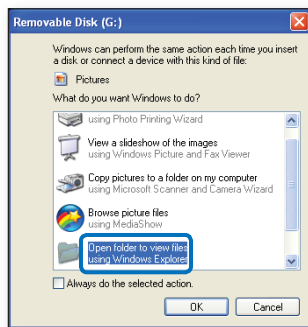 Removable Disk (G:)
Windows can perform the same action each time you insert
a disk or connect a device with this kind of file:
Pictures
What do you want Windows to do?
using Photo Printing Wizard
View a slideshow of the images
using Windows Picture and Fax Viewer
Copy pictures to a folder on my computer
using Microsoft Scanner and Camera Wizard
Browse picture files
using MediaShow
Open folder to view files
using Windows Explorer
Always do the selected action.
OK
Cancel